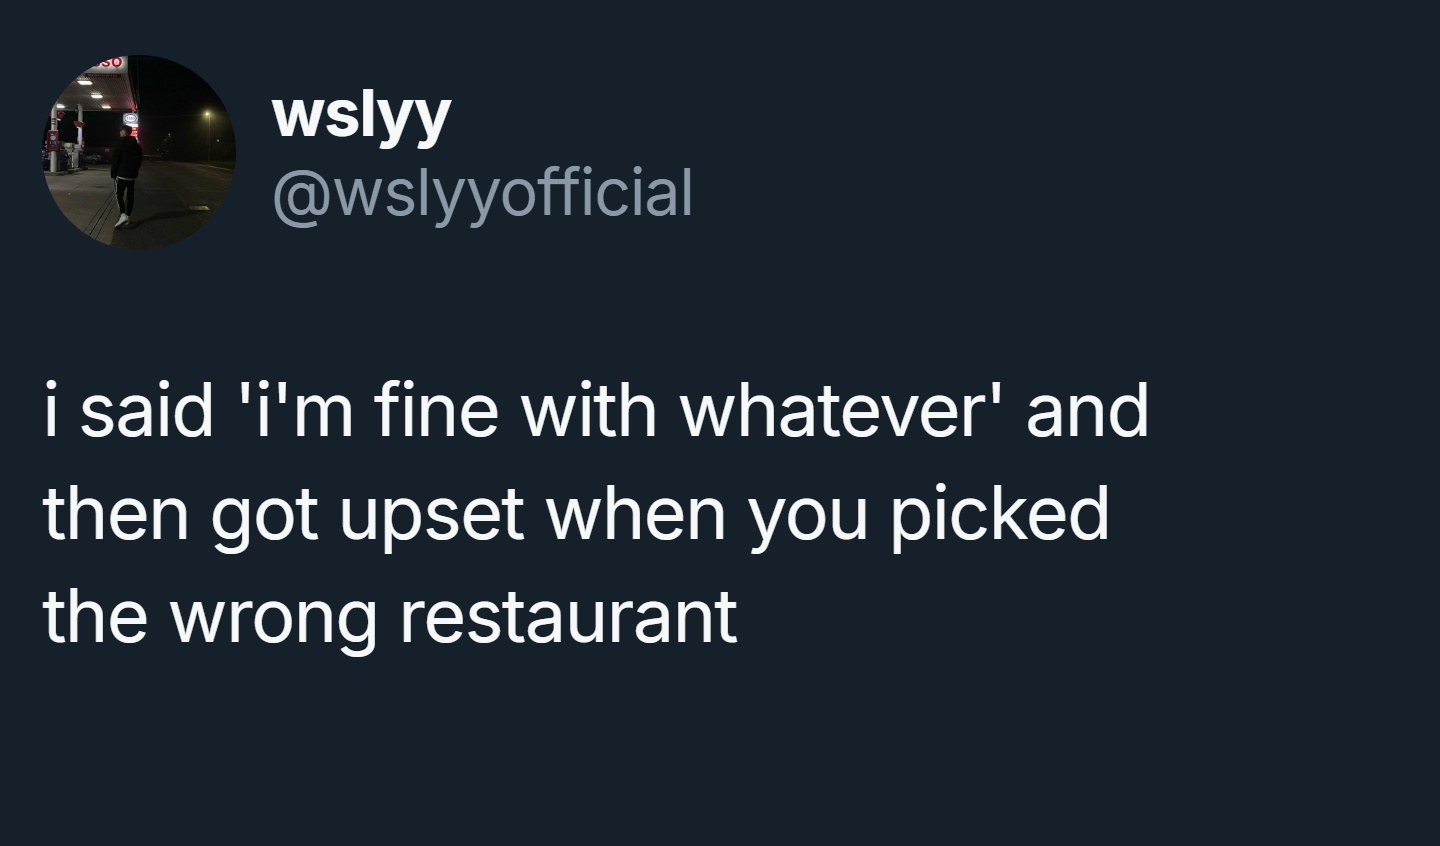 wslyy
@wslyyofficial
i said 'i'm fine with whatever' and
then got upset when you picked
the wrong restaurant